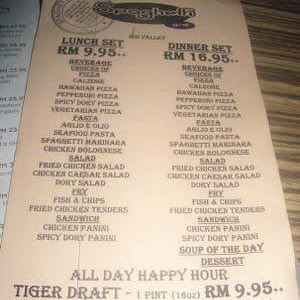 Spaghetti
MID VALLEY
LUNCH SET
RM 9.95..
BEVERAGE
CHOICES OF
PIZZA
CALZONE
HAWAIIAN PIZZA
PEPPERONI PIZZA
SPICY DORY PIZZA
VEGETARIAN PIZZA
PASTA
AGLIO E OLIO
SEAFOOD PASTA
SPAGHETTI MARINARA
CHICKEN BOLOGNESE
SALAD
FRIED CHICKEN SALAD
CHICKEN CAESAR SALAD
DORY SALAD
FRY
FISH & CHIPS
FRIED CHICKEN TENDERS
SANDWICH
CHICKEN PANINI
SPICY DORY PANINI
DINNER SET
RM 16.95..
BEVERAGE
CHOICES OF
PIZZA
CALZONE
HAWAIIAN PIZZA
PEPPERONI PIZZA
SPICY DORY PIZZA
VEGETARIAN PIZZA
PASTA
AGLIO E OLIO
SEAFOOD PASTA
SPAGHETTI MARINARA
CHICKEN BOLOGNESE
SALAD
FRIED CHICKEN SALAD
CHICKEN CAESAR SALAD
DORY SALAD
FRY
FISH & CHIPS
FRIED CHICKEN TENDERS
SANDWICH
CHICKEN PANINI
SPICY DORY PANINI
SOUP OF THE DAY
DESSERT
ALL DAY HAPPY HOUR
TIGER DRAFT - 1 PINT (16oz) RM 9.95..